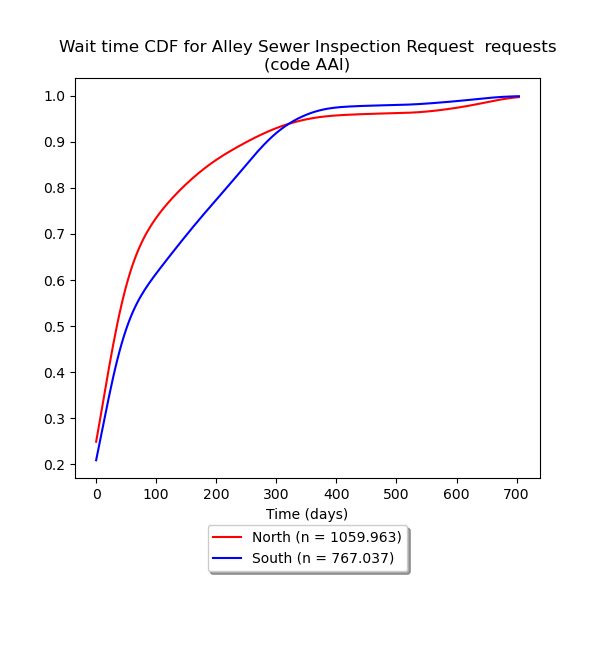 Wait time CDF for Alley Sewer Inspection Request  requests
(code AAI)
1.0
0.9
0.8
0.7
0.6
0.5
0.4
0.3
0.2
0 100 200 300 400 500 600 700
Time (days)
North (n = 1059.963)
South (n = 767.037)